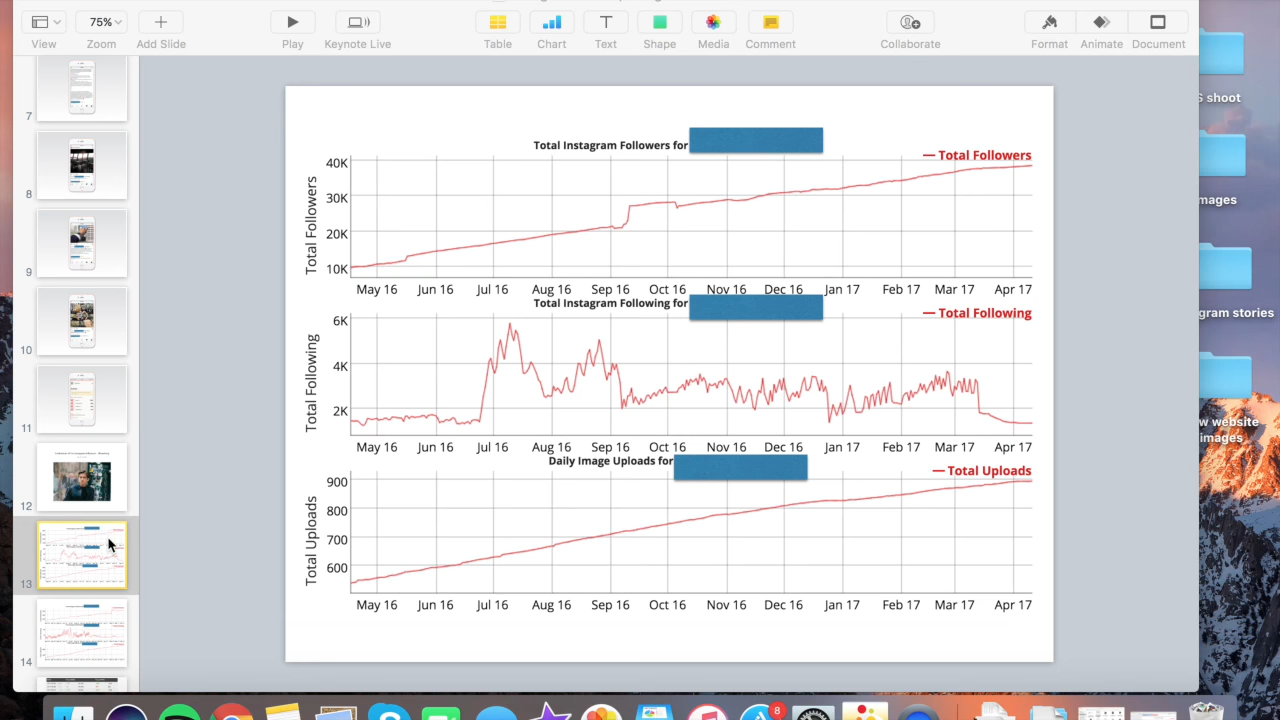 75%
View Zoom Add Slide Play Keynote Live Table Chart Text Shape Media Comment Collaborate Format Animate Document
7
8
9
10
11
12
13
14
Total Instagram Followers for
Total Followers
Total Followers
40K
30K
20K
10K
May 16 Jun 16 Jul 16 Aug 16 Sep 16 Oct 16 Nov 16 Dec 16 Jan 17 Feb 17 Mar 17 Apr 17
Total Instagram Following for
Total Following
Total Following
6K
4K
2K
May 16 Jun 16 Jul 16 Aug 16 Sep 16 Oct 16 Nov 16 Dec 16 Jan 17 Feb 17 Mar 17 Apr 17
Daily Image Uploads for
Total Uploads
Total Uploads
900
800
700
600
May 16 Jun 16 Jul 16 Aug 16 Sep 16 Oct 16 Nov 16 Dec 16 Jan 17 Feb 17 Mar 17 Apr 17
S shoot
mages
gram stories
w website
images
8